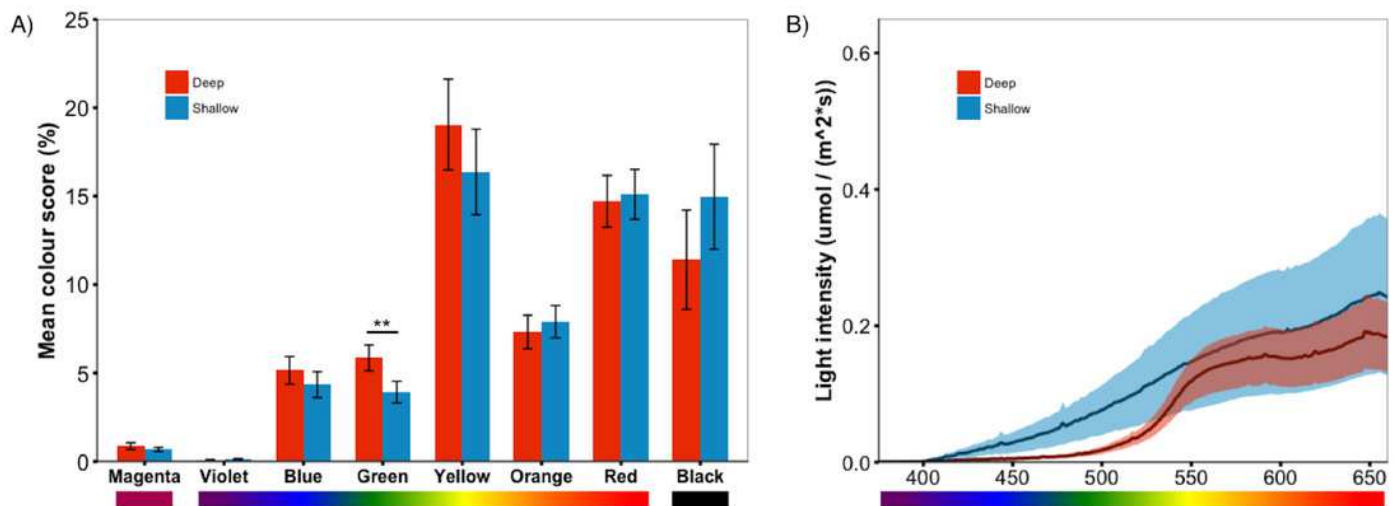 A)
Mean colour score (%)
25
20
15
10
5
0
Deep
Shallow
**
Magenta Violet Blue Green Yellow Orange Red Black
B)
Light intensity (umol / (m^2*s))
0.6
0.4
0.2
0.0
Deep
Shallow
400 450 500 550 600 650